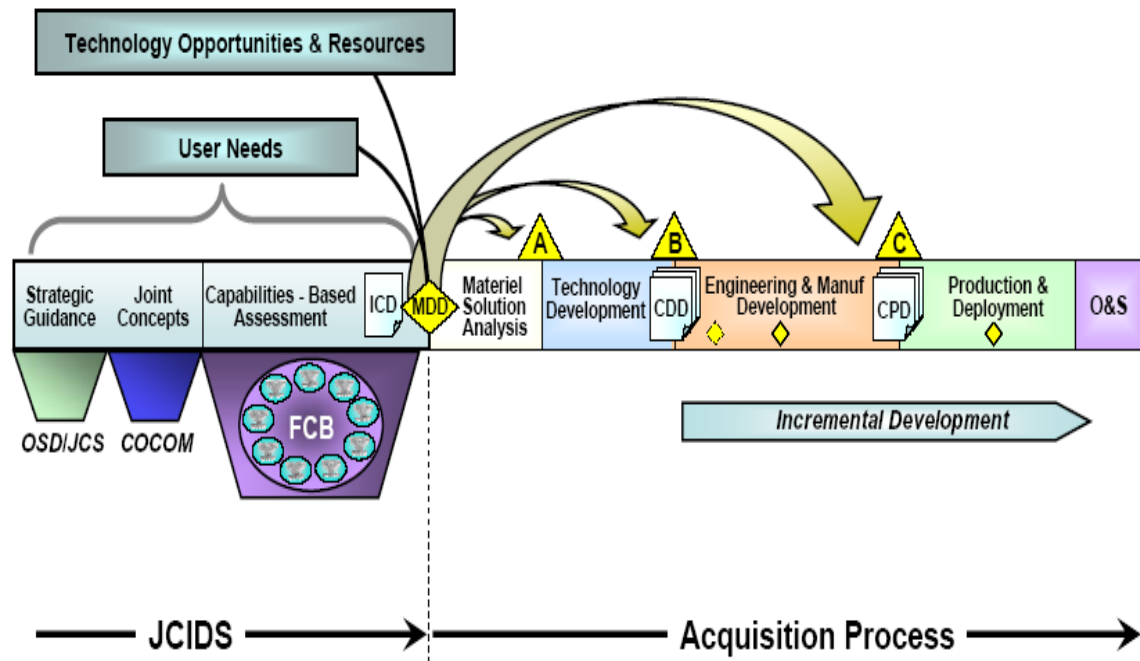 Technology Opportunities & Resources
User Needs
A
B
C
Strategic
Guidance
Joint
Concepts
Capabilities - Based
Assessment
ICD
MDD
Materiel
Solution
Analysis
Technology
Development
CDD
Engineering & Manuf
Development
CPD
Production &
Deployment
O&S
OSD/JCS
COCOM
FCB
Incremental Development
JCIDS
Acquisition Process